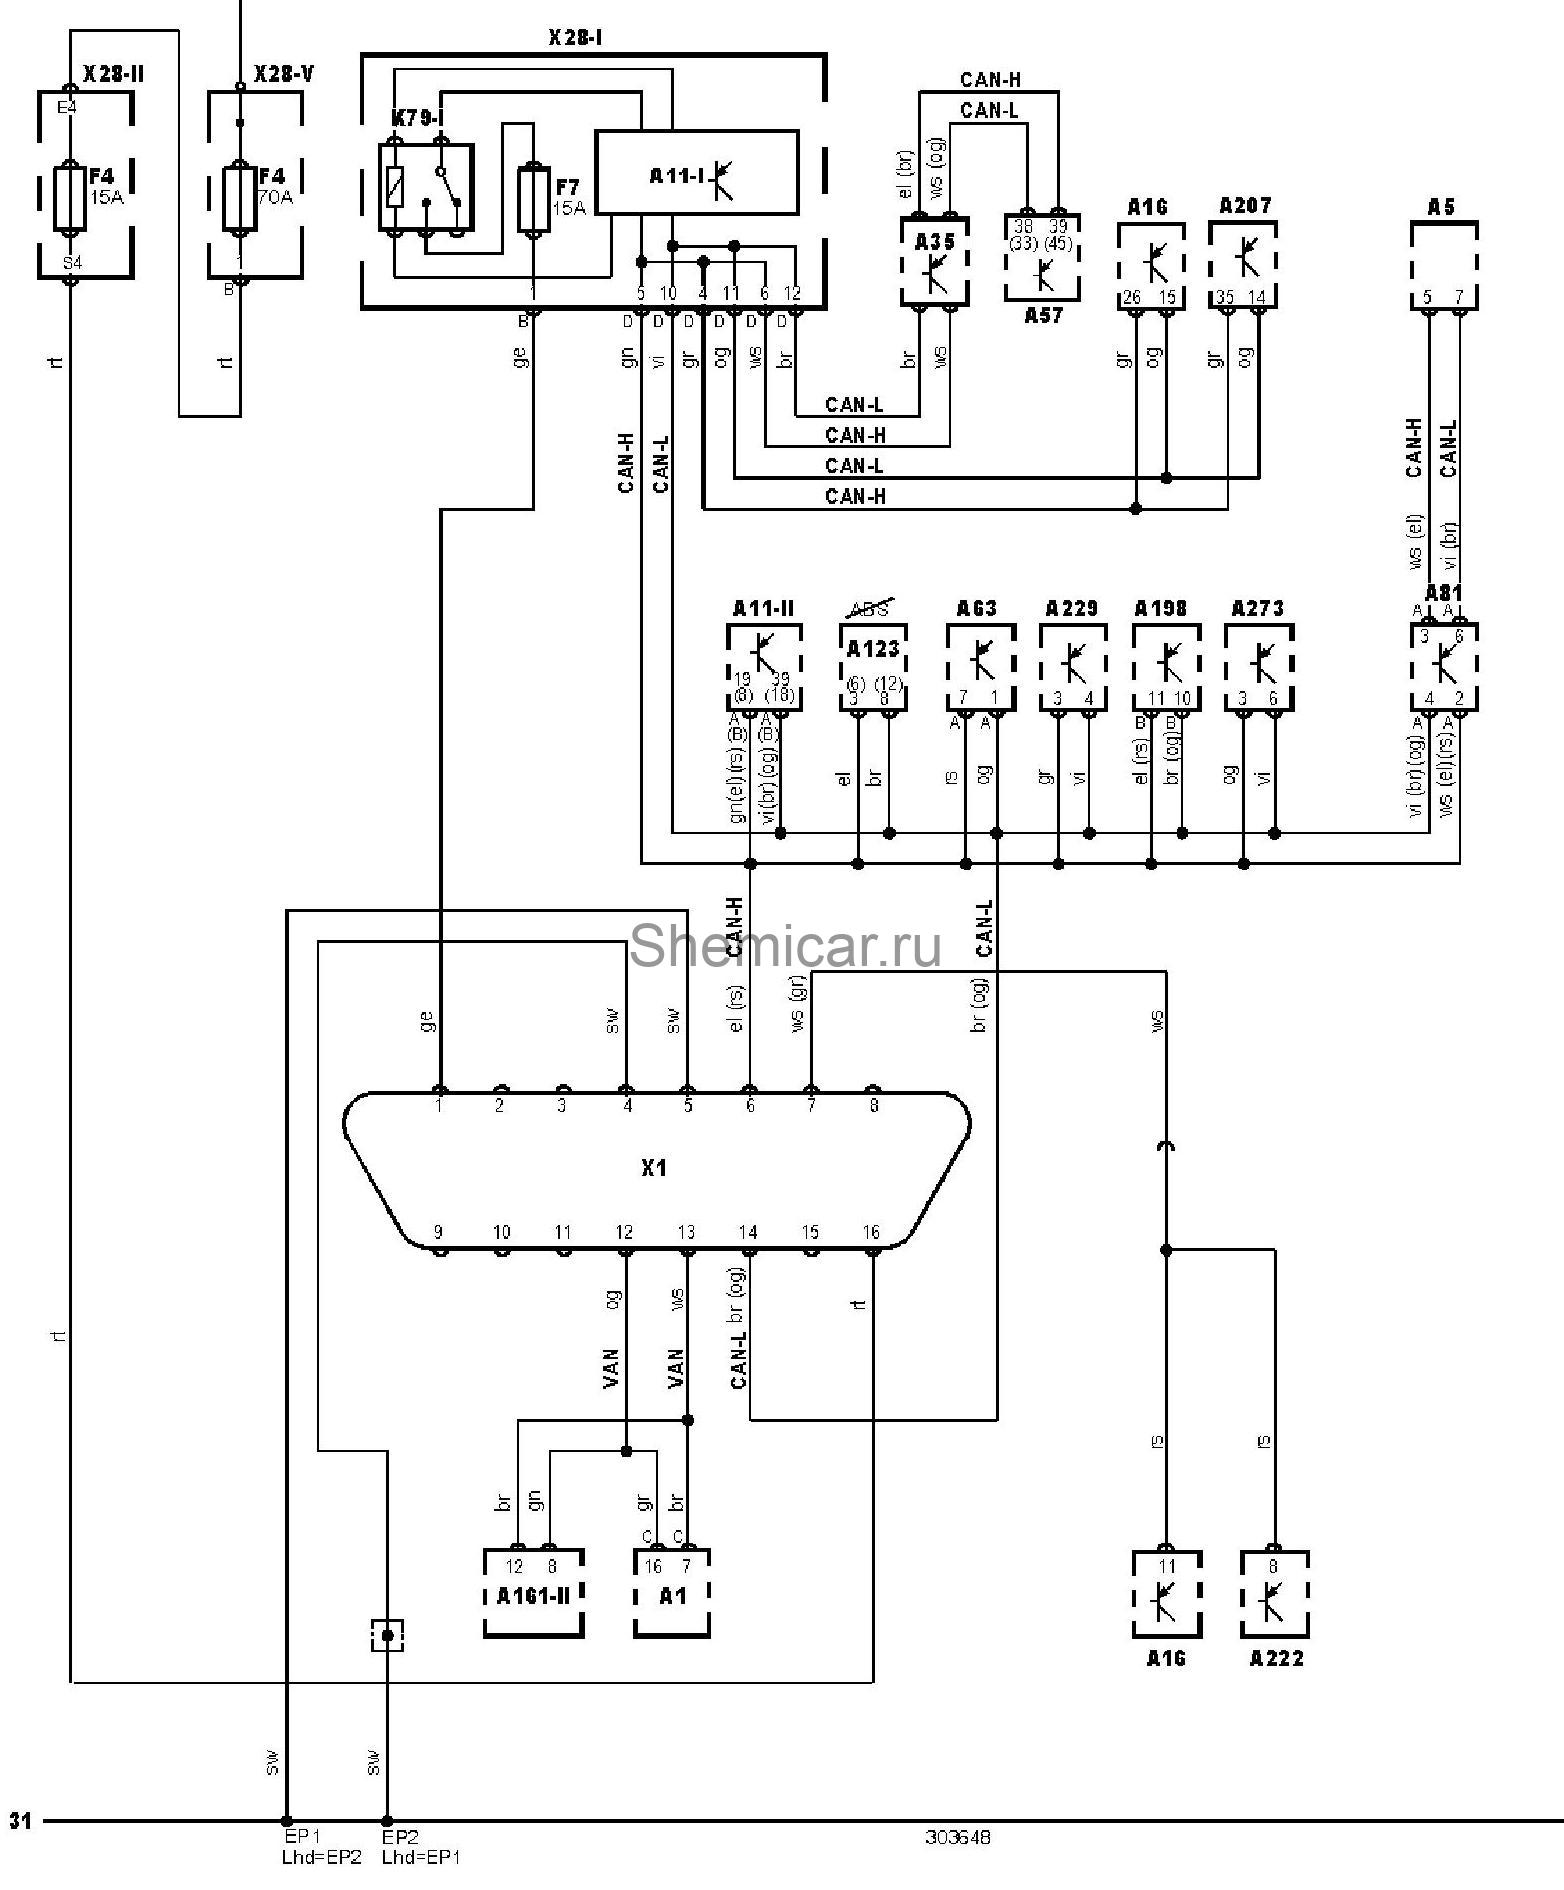 X28-I
X28-II
X28-V
CAN-H
E4
CAN-L
K79-I
F4
15A
F4
70A
F7
15A
A11-I
el (br)
ws (og)
38 39
(33) (45)
A57
A35
A16
26 15
A207
35 14
A5
5 7
S4
1
B
1 5 10 4 11 6 12
B D D D D D D
rt
rt
ge
gn
vi
gr
og
ws
br
br
ws
gr
og
gr
og
CAN-L
CAN-H
CAN-L
CAN-H
CAN-H
CAN-L
CAN-H
CAN-L
ws (el)
vi (br)
A81
A A
3 6
4 2
A A
A11-II
19 39
(8) (18)
A A
(B) (B)
ABS
A123
(6) (12)
3 8
A63
7 1
A A
A229
3 4
A198
11 10
B B
A273
3 6
gn(el)(rs)
vi(br)(og)
el
br
rs
og
gr
vi
el (rs)
br (og)
og
vi
vi (br)(og)
ws (el)(rs)
CAN-H
CAN-L
Shemicar.ru
ge
sw
sw
el (rs)
ws (gr)
br (og)
ws
1 2 3 4 5 6 7 8
X1
9 10 11 12 13 14 15 16
og
ws
br (og)
rt
rt
VAN
VAN
CAN-L
br
gn
gr
br
rs
rs
C C
12 8
A161-II
16 7
A1
11
A16
8
A222
sw
sw
31
EP1
Lhd=EP2
EP2
Lhd=EP1
303648